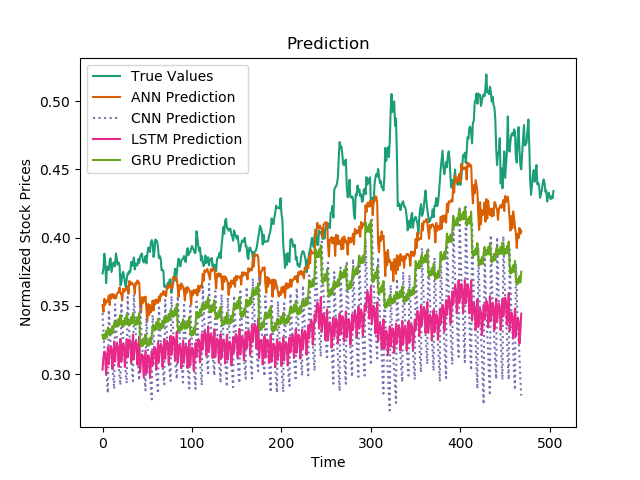 Prediction
True Values
ANN Prediction
CNN Prediction
LSTM Prediction
GRU Prediction
Normalized Stock Prices
0.50
0.45
0.40
0.35
0.30
0 100 200 300 400 500
Time